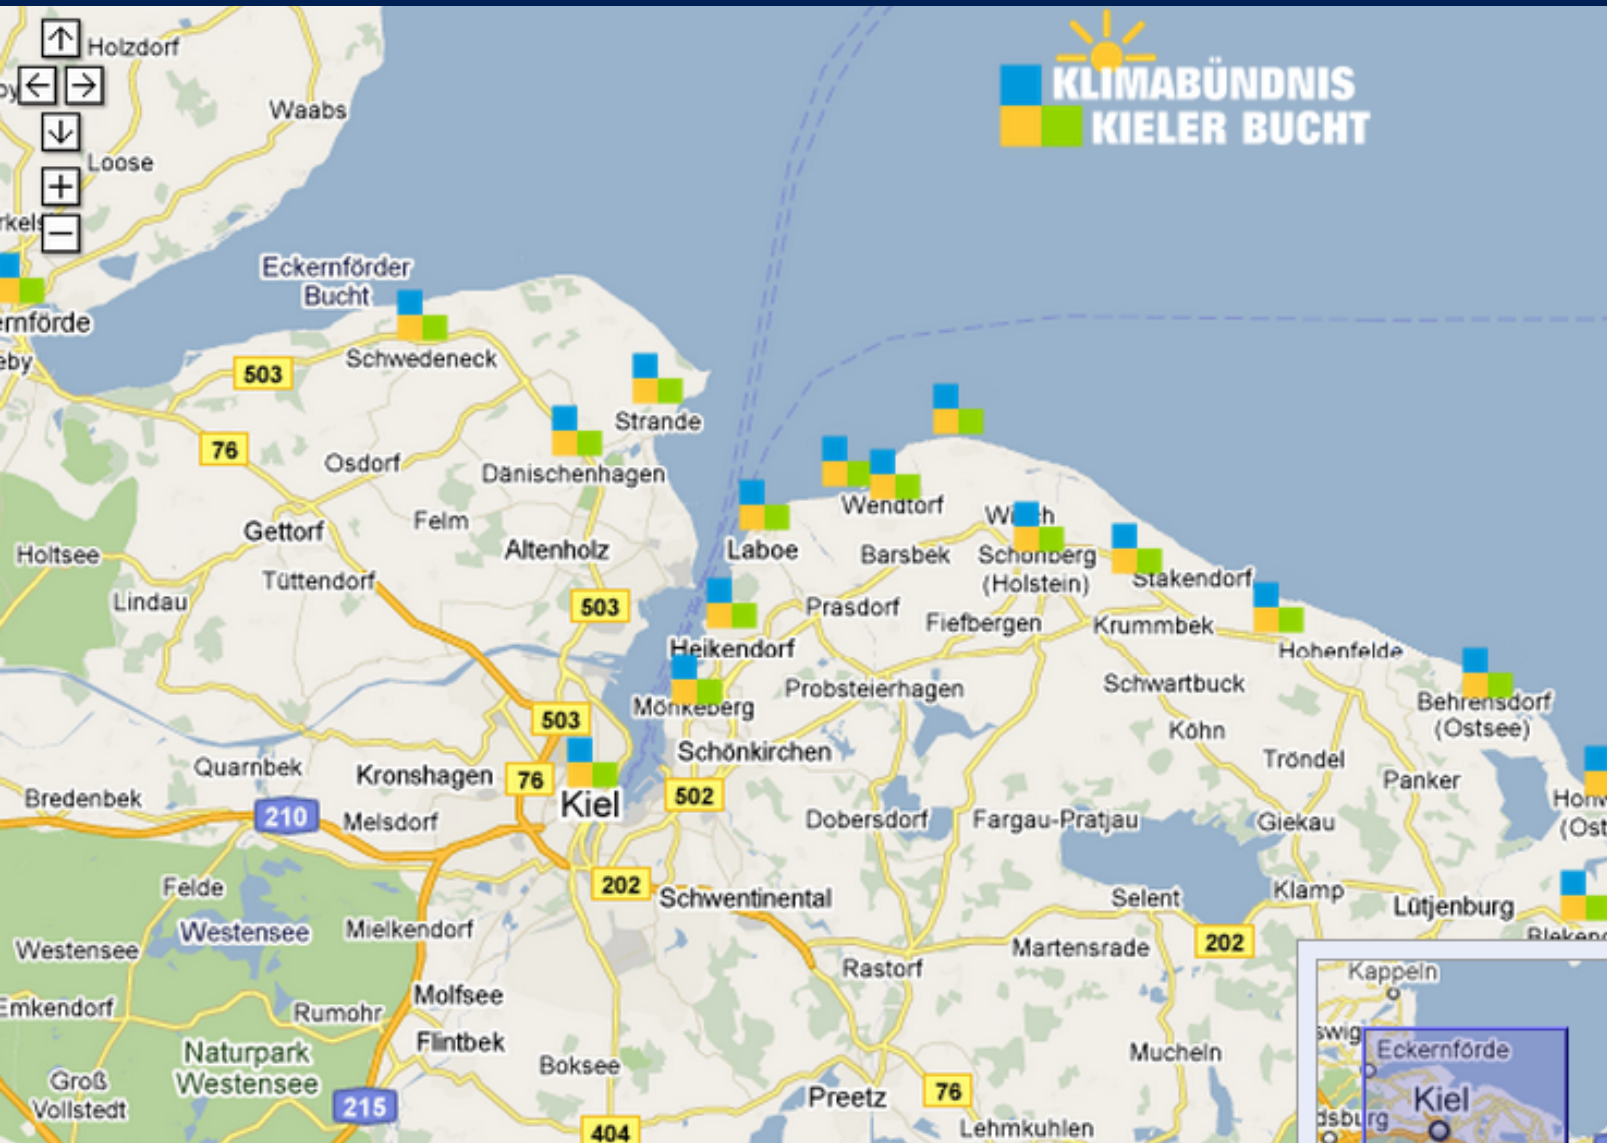 Holzdorf
KLIMABÜNDNIS
KIELER BUCHT
Waabs
Loose
Eckernförder
Bucht
Schwedeneck
503
Strande
76
Osdorf
Dänischenhagen
Wendtorf
Gettorf
Felm
Altenholz
Laboe
Barsbek
Schönberg
(Holstein)
Holtsee
Tüttendorf
Stakendorf
Lindau
503
Prasdorf
Fiefbergen
Krummbek
Heikendorf
Hohenfelde
Probsteierhagen
Schwartbuck
Mönkeberg
Behrensdorf
(Ostsee)
503
Köhn
Schönkirchen
Tröndel
Quarnbek
Kronshagen
76
Panker
Bredenbek
Kiel
502
210
Melsdorf
Dobersdorf
Fargau-Pratjau
Giekau
Felde
202
Schwentinental
Selent
Klamp
Lütjenburg
Westensee
Mielkendorf
Westensee
Martensrade
202
Rastorf
Kappeln
Emkendorf
Rumohr
Molfsee
Flintbek
Eckernförde
Naturpark
Westensee
Boksee
Mucheln
Groß
Vollstedt
215
Preetz
76
Kiel
404
Lehmkuhlen